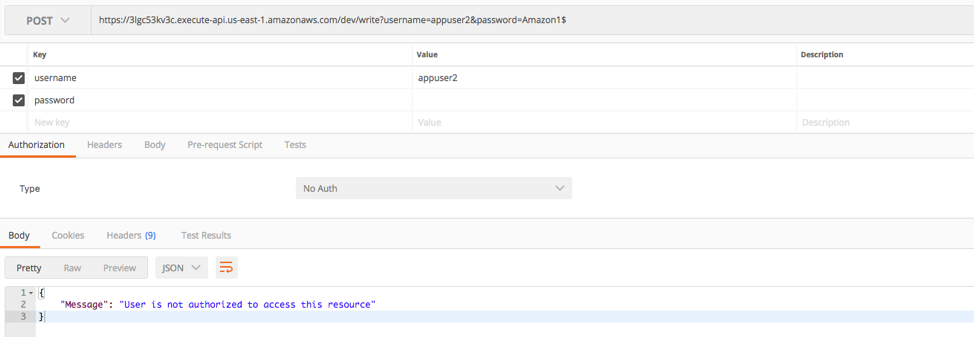 POST https://3lgc53kv3c.execute-api.us-east-1.amazonaws.com/dev/write?username=appuser2&password=Amazon1$
Key Value Description
username appuser2
password
New key Value Description
Authorization Headers Body Pre-request Script Tests
Type No Auth
Body Cookies Headers (9) Test Results
Pretty Raw Preview JSON
1 {
2 "Message": "User is not authorized to access this resource"
3 }